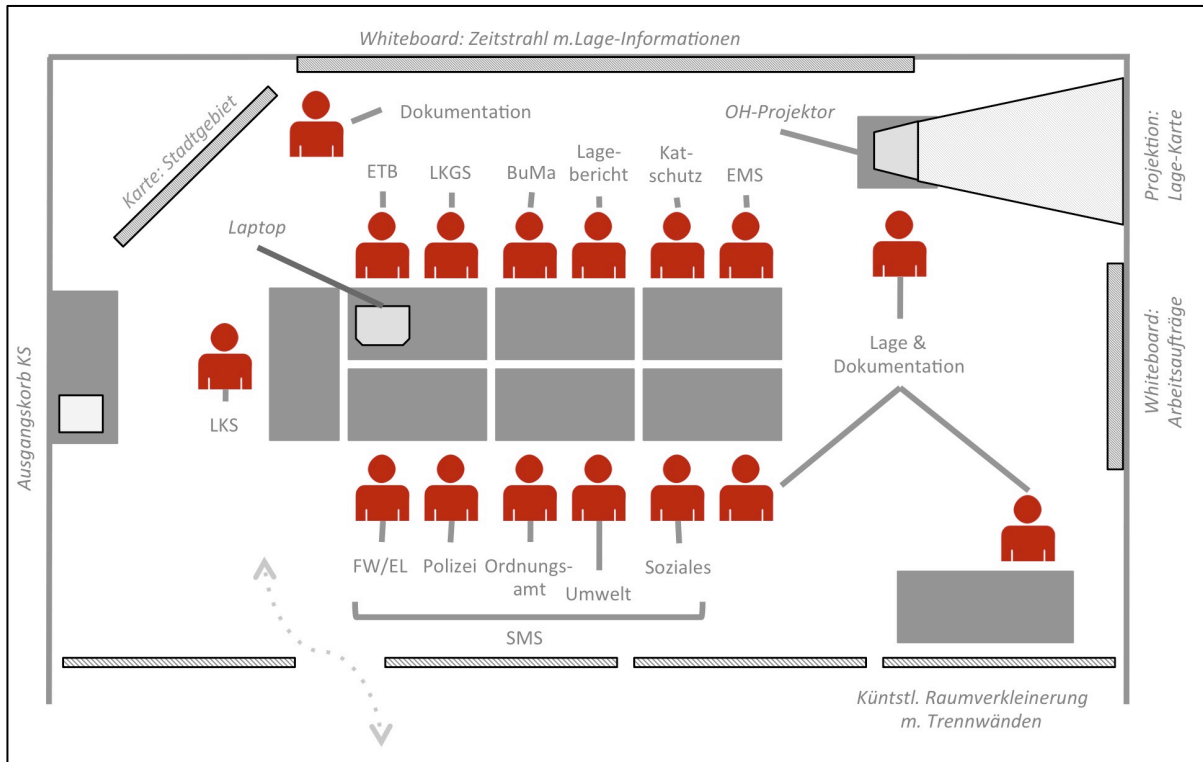 Whiteboard: Zeitstrahl m.Lage-Informationen
Karte: Stadtgebiet
Dokumentation
OH-Projektor
Projektion:
Lage-Karte
ETB
LKGS
BuMa
Lage-
bericht
Kat-
schutz
EMS
Laptop
Ausgangskorb KS
LKS
Lage &
Dokumentation
Whiteboard:
Arbeitsaufträge
FW/EL
Polizei
Ordnungs-
amt
Umwelt
Soziales
SMS
Küntstl. Raumverkleinerung
m. Trennwänden